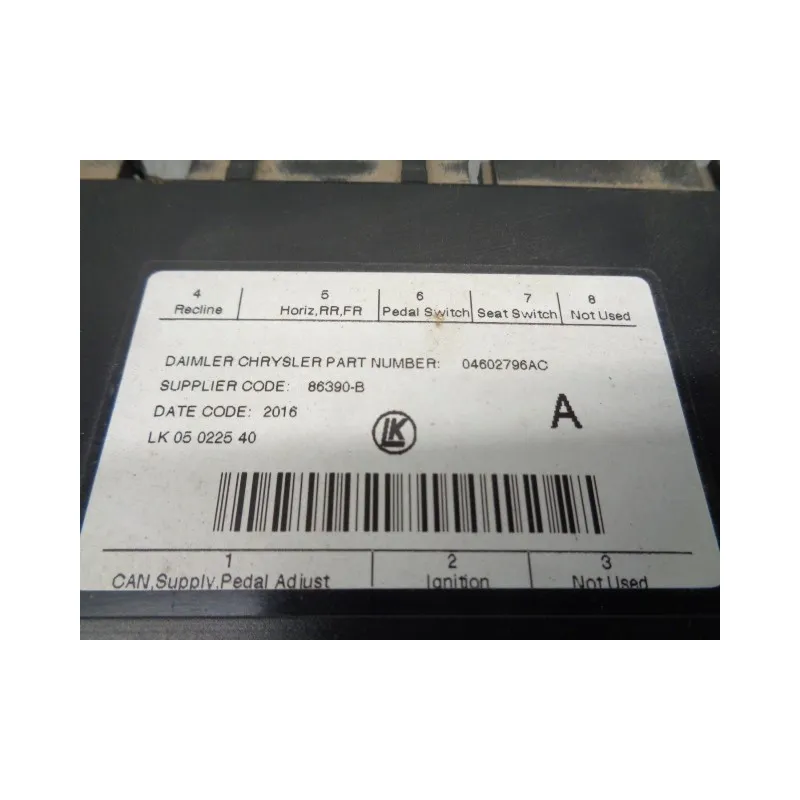 4 5 6 7 8
Recline Horiz,RR,FR Pedal Switch Seat Switch Not Used
DAIMLER CHRYSLER PART NUMBER: 04602796AC
SUPPLIER CODE: 86390-B
DATE CODE: 2016
A
LK 05 0225 40
LK
1 2 3
CAN,Supply,Pedal Adjust Ignition Not Used